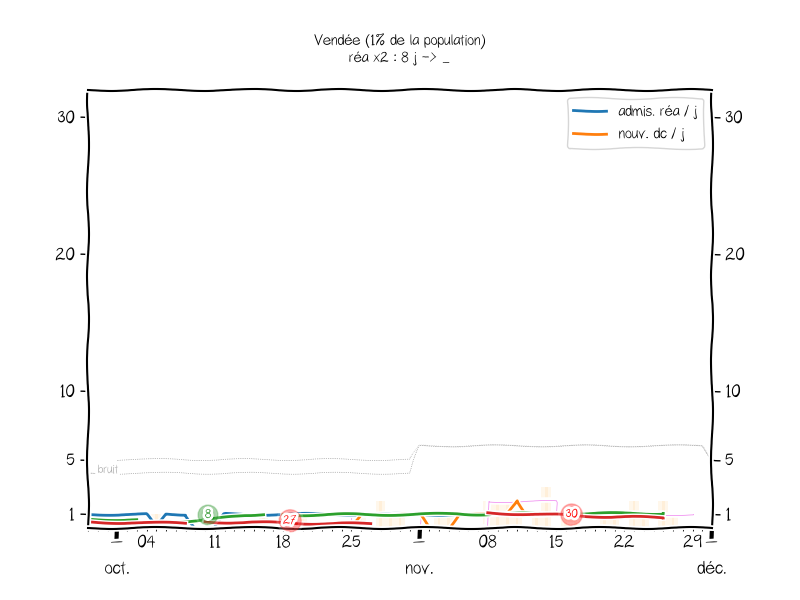 Vendée (1% de la population)
réa x2 : 8 j -> _
admis. réa / j
nouv. dc / j
30
30
20
20
10
10
5
5
bruit
1
1
8
27
30
04
11
18
25
08
15
22
29
oct.
nov.
déc.